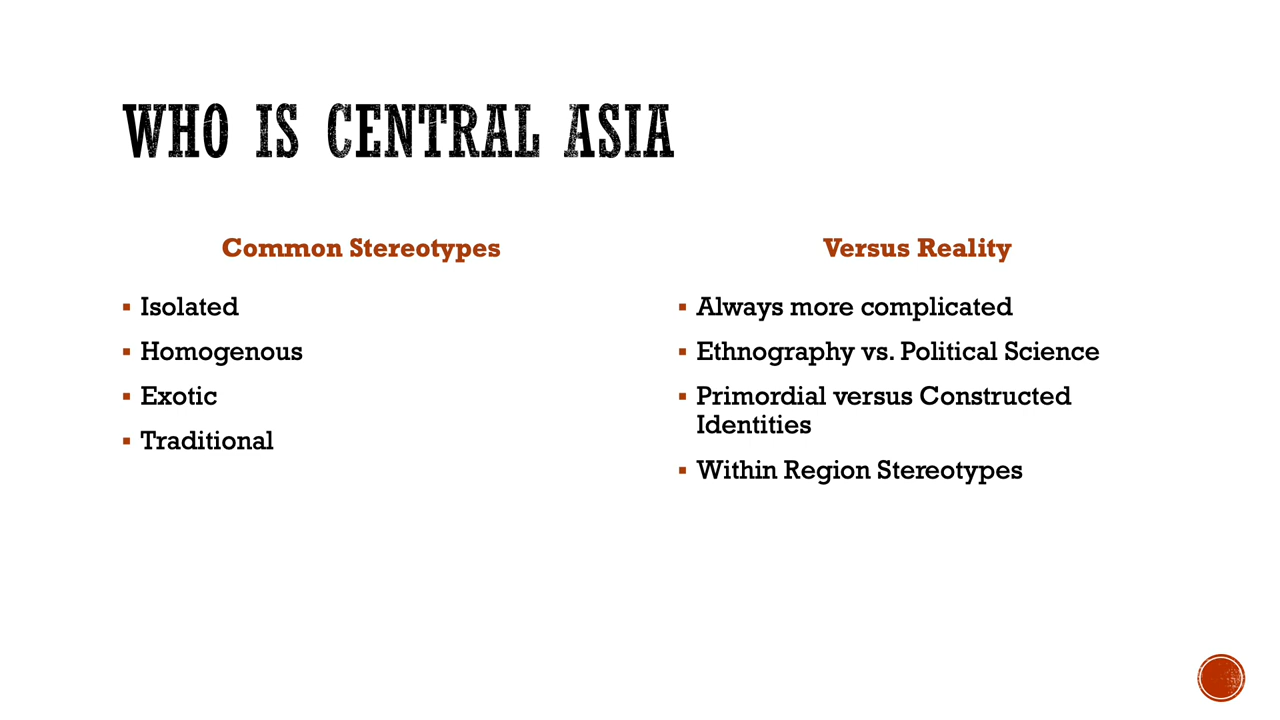 WHO IS CENTRAL ASIA
Common Stereotypes
▪ Isolated
▪ Homogenous
▪ Exotic
▪ Traditional
Versus Reality
▪ Always more complicated
▪ Ethnography vs. Political Science
▪ Primordial versus Constructed
Identities
▪ Within Region Stereotypes